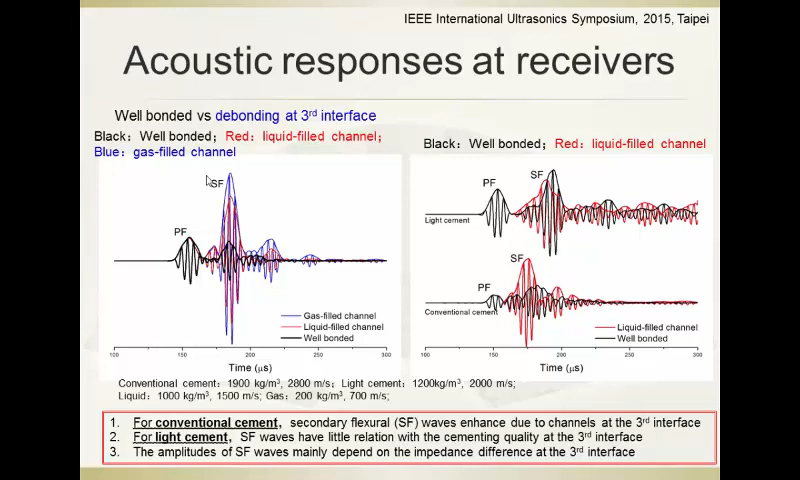 IEEE International Ultrasonics Symposium, 2015, Taipei
Acoustic responses at receivers
Well bonded vs debonding at 3rd interface
Black: Well bonded; Red: liquid-filled channel;
Blue: gas-filled channel
Black: Well bonded; Red: liquid-filled channel
SF
PF
Gas-filled channel
Liquid-filled channel
Well bonded
100 150 200 250 300
Time (μs)
PF
SF
Light cement
SF
PF
Conventional cement
Liquid-filled channel
Well bonded
100 150 200 250 300
Time (μs)
Conventional cement: 1900 kg/m³, 2800 m/s; Light cement: 1200kg/m³, 2000 m/s;
Liquid: 1000 kg/m³, 1500 m/s; Gas: 200 kg/m³, 700 m/s;
1. For conventional cement, secondary flexural (SF) waves enhance due to channels at the 3rd interface
2. For light cement, SF waves have little relation with the cementing quality at the 3rd interface
3. The amplitudes of SF waves mainly depend on the impedance difference at the 3rd interface